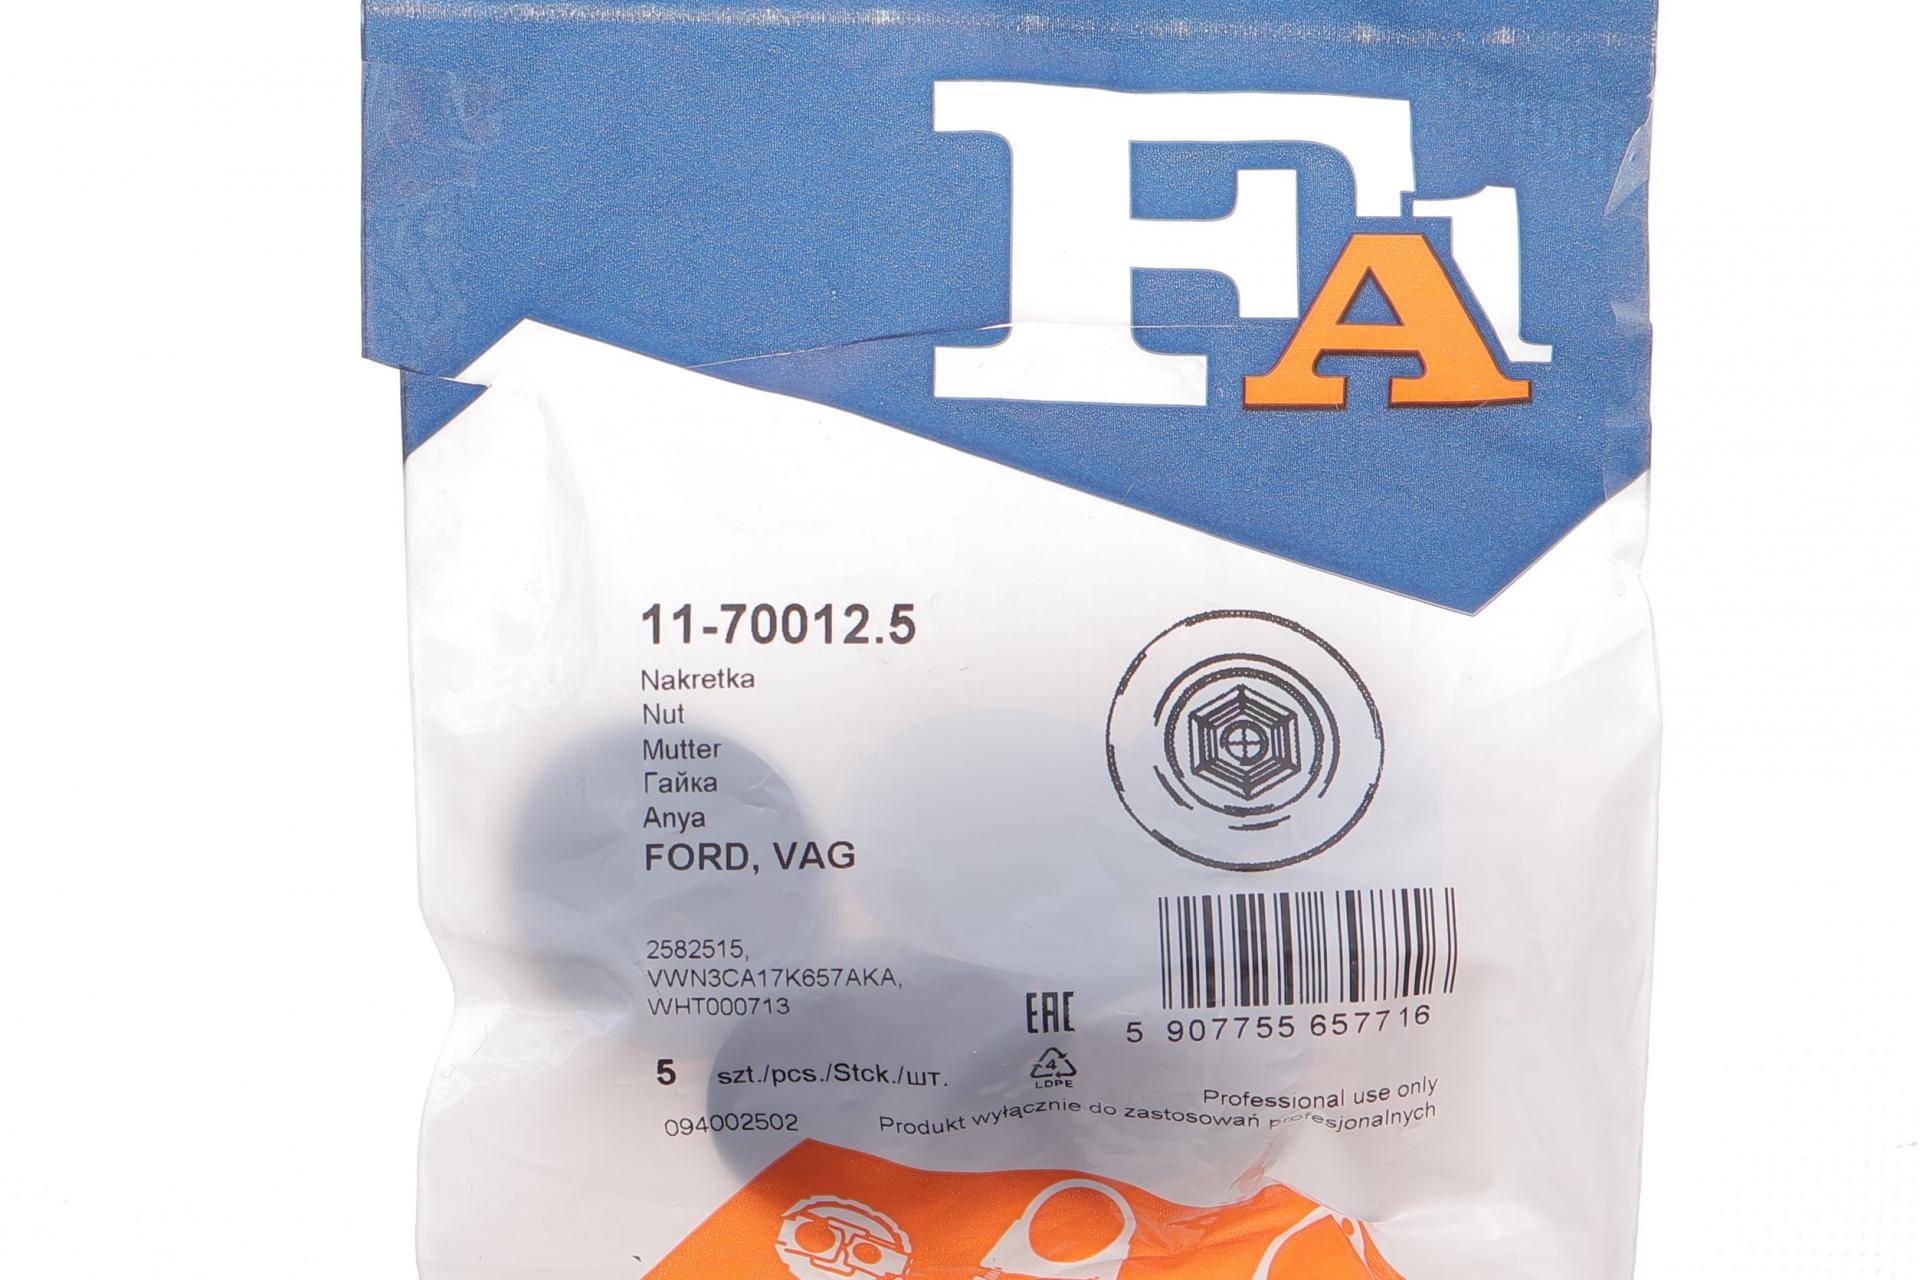 FA1
11-70012.5
Nakretka
Nut
Mutter
Гайка
Anya
FORD, VAG
2582515,
VWN3CA17K657AKA,
WHT000713
EAC
5 907755 657716
5 szt./pcs./Stck./шт.
4
LDPE
094002502
Professional use only
Produkt wyłącznie do zastosowań profesjonalnych